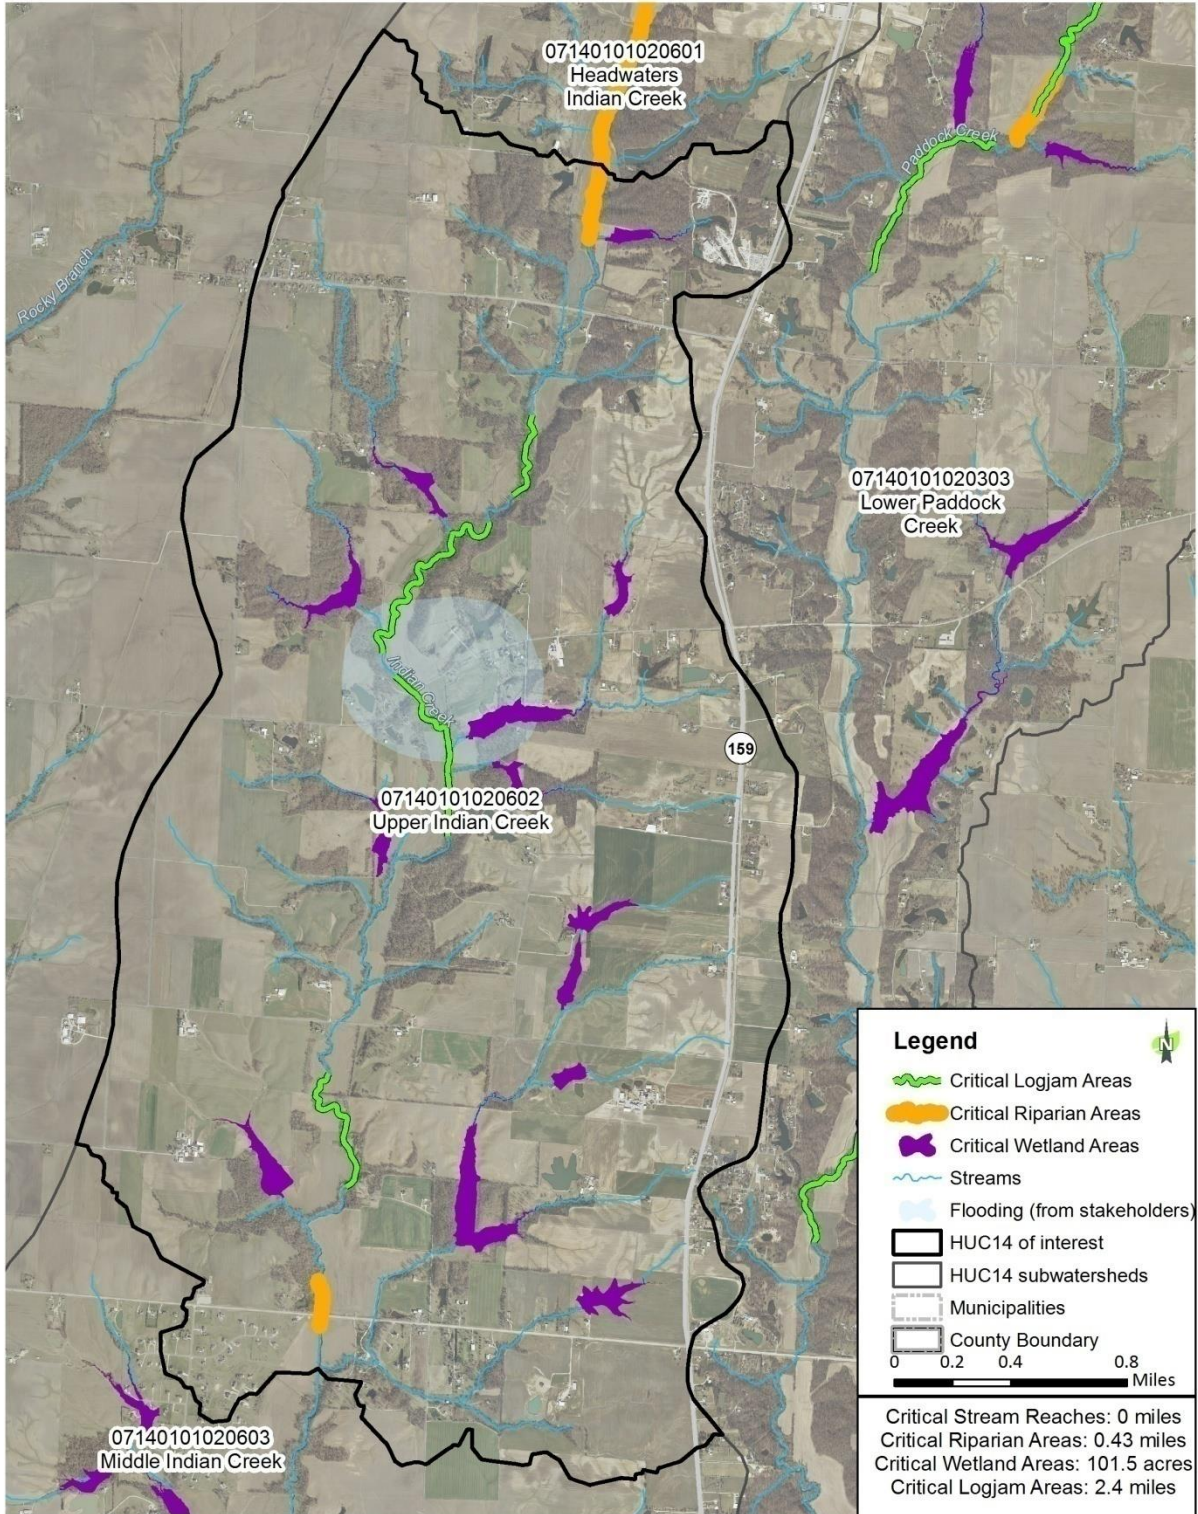 07140101020601
Headwaters
Indian Creek
Paddock Creek
Rocky Branch
07140101020303
Lower Paddock
Creek
Indian Creek
159
07140101020602
Upper Indian Creek
07140101020603
Middle Indian Creek
Legend
N
Critical Logjam Areas
Critical Riparian Areas
Critical Wetland Areas
Streams
Flooding (from stakeholders)
HUC14 of interest
HUC14 subwatersheds
Municipalities
County Boundary
0 0.2 0.4 0.8
Miles
Critical Stream Reaches: 0 miles
Critical Riparian Areas: 0.43 miles
Critical Wetland Areas: 101.5 acres
Critical Logjam Areas: 2.4 miles